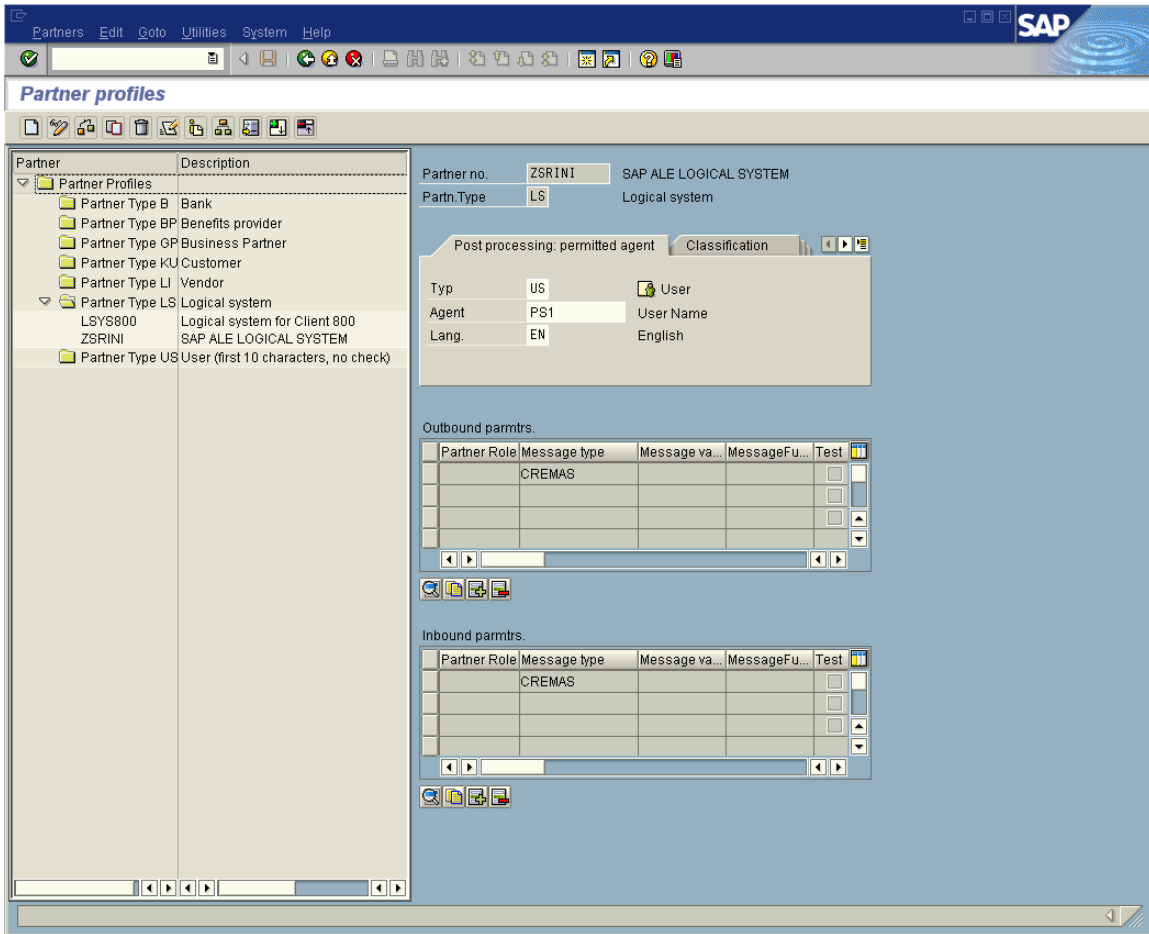 Partners Edit Goto Utilities System Help
SAP
Partner profiles
Partner Description
Partner Profiles
Partner Type B Bank
Partner Type BP Benefits provider
Partner Type GP Business Partner
Partner Type KU Customer
Partner Type LI Vendor
Partner Type LS Logical system
LSYS800 Logical system for Client 800
ZSRINI SAP ALE LOGICAL SYSTEM
Partner Type US User (first 10 characters, no check)
Partner no. ZSRINI SAP ALE LOGICAL SYSTEM
Partn.Type LS Logical system
Post processing: permitted agent Classification
Typ US User
Agent PS1 User Name
Lang. EN English
Outbound parmtrs.
Partner Role Message type Message va... MessageFu... Test
CREMAS
Inbound parmtrs.
Partner Role Message type Message va... MessageFu... Test
CREMAS